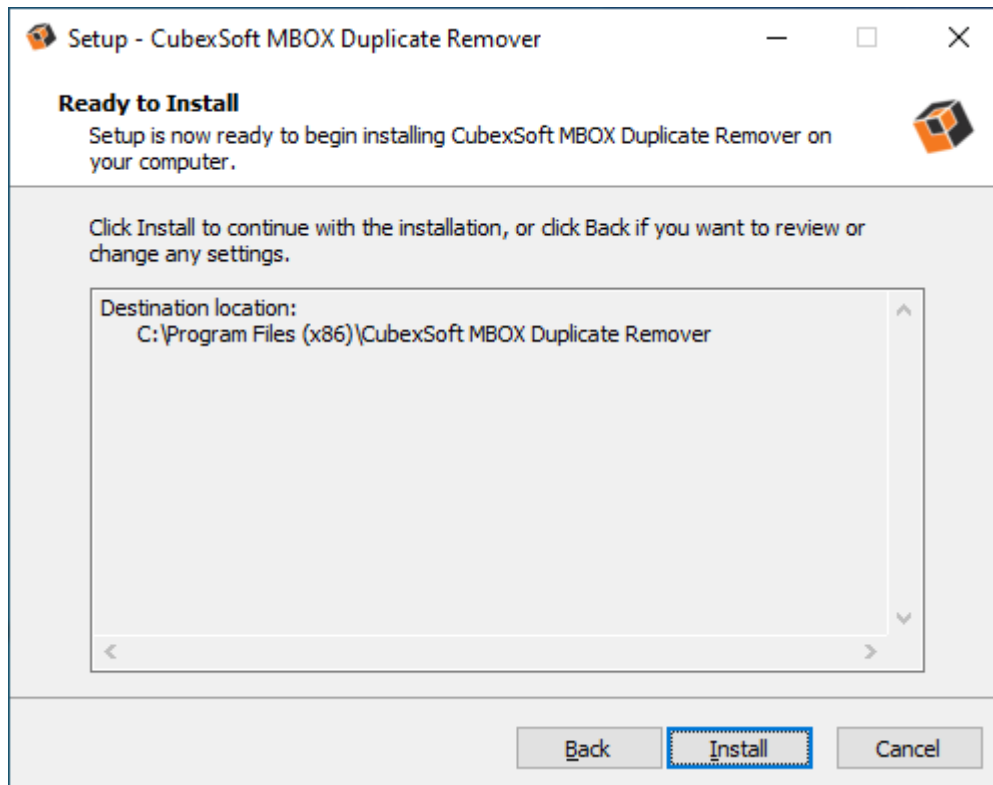 Setup - CubexSoft MBOX Duplicate Remover
Ready to Install
Setup is now ready to begin installing CubexSoft MBOX Duplicate Remover on
your computer.
Click Install to continue with the installation, or click Back if you want to review or
change any settings.
Destination location:
C:\Program Files (x86)\CubexSoft MBOX Duplicate Remover
Back Install Cancel